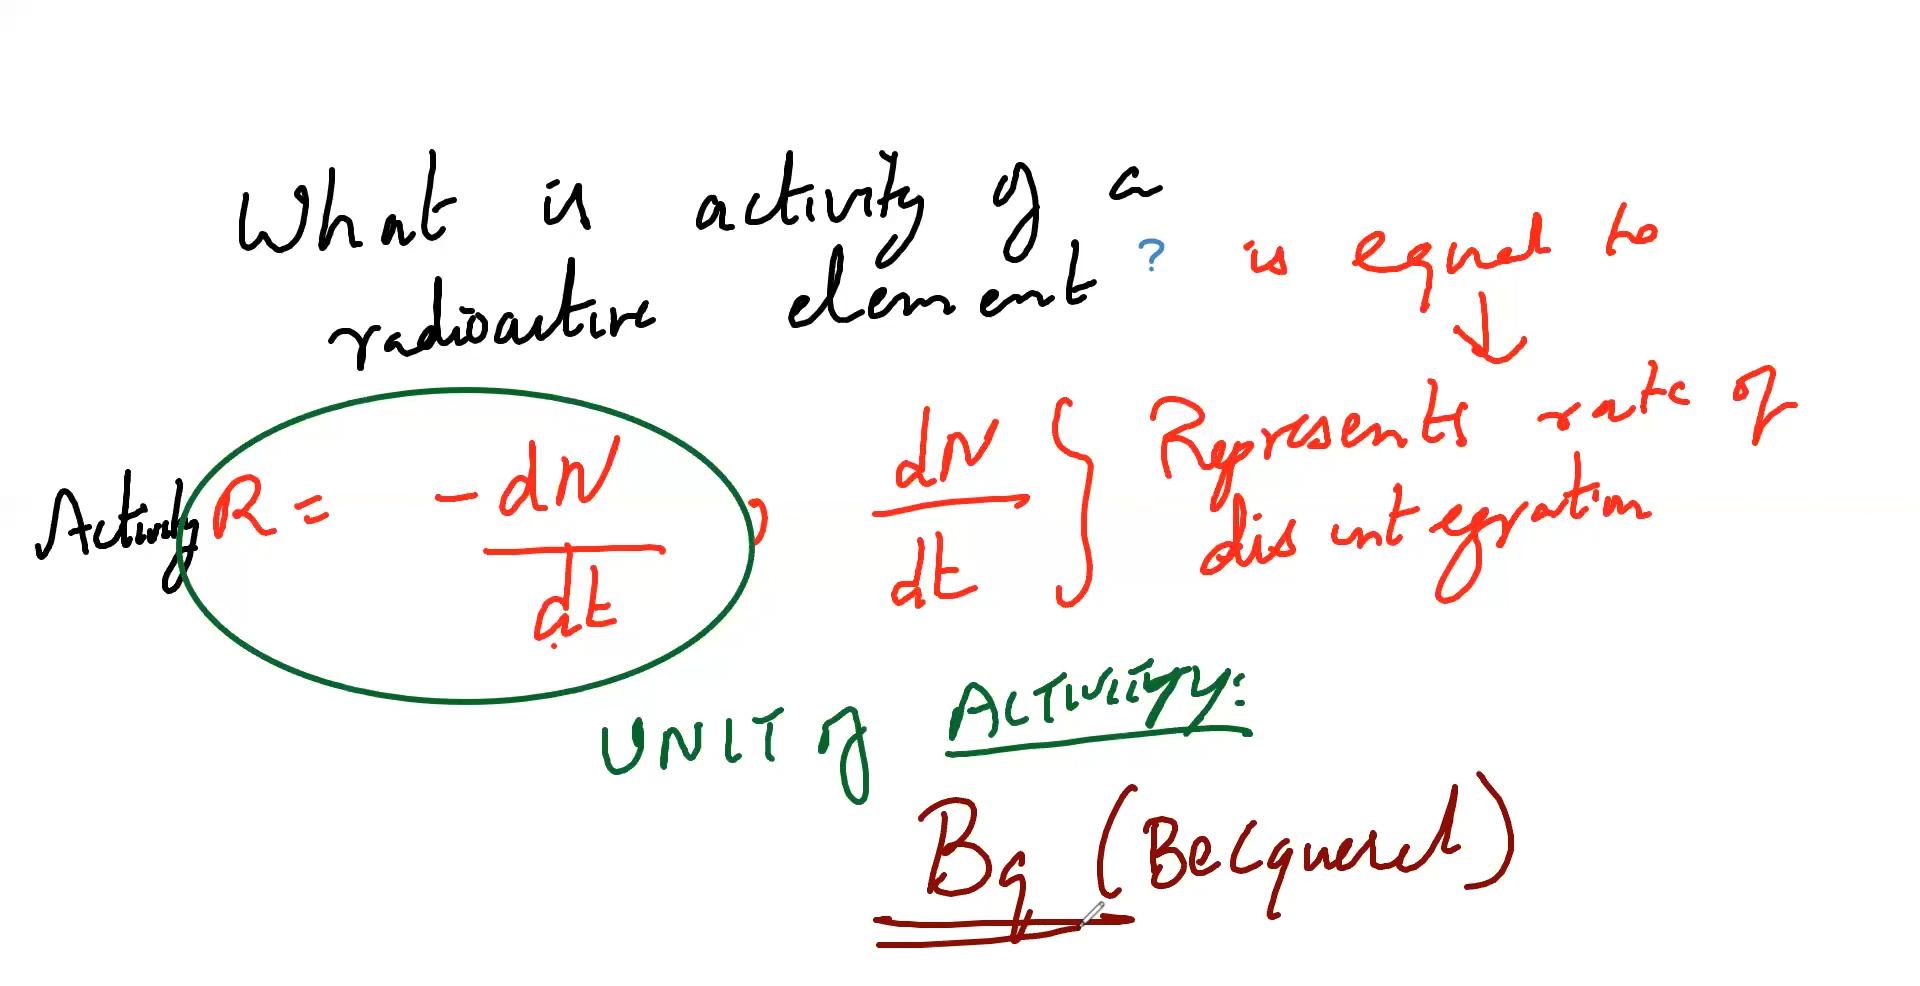 What is activity of a
radioactive element ? is equal to
↓
Activity R = -dN/dt , dN/dt } Represents rate of
disintegration
UNIT of ACTIVITY:
Bq (Becquerel)